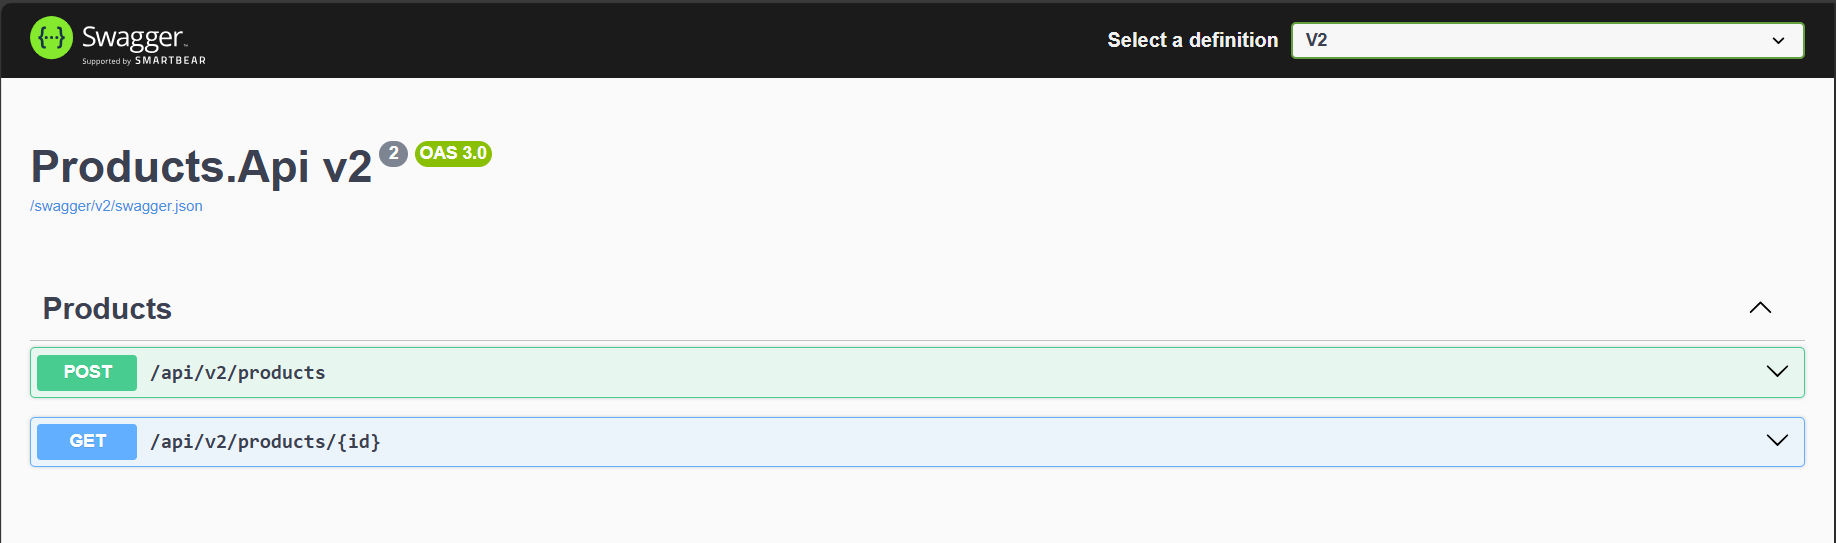 {···} Swagger™
Supported by SMARTBEAR
Select a definition
V2
Products.Api v2 2 OAS 3.0
/swagger/v2/swagger.json
Products
POST /api/v2/products
GET /api/v2/products/{id}